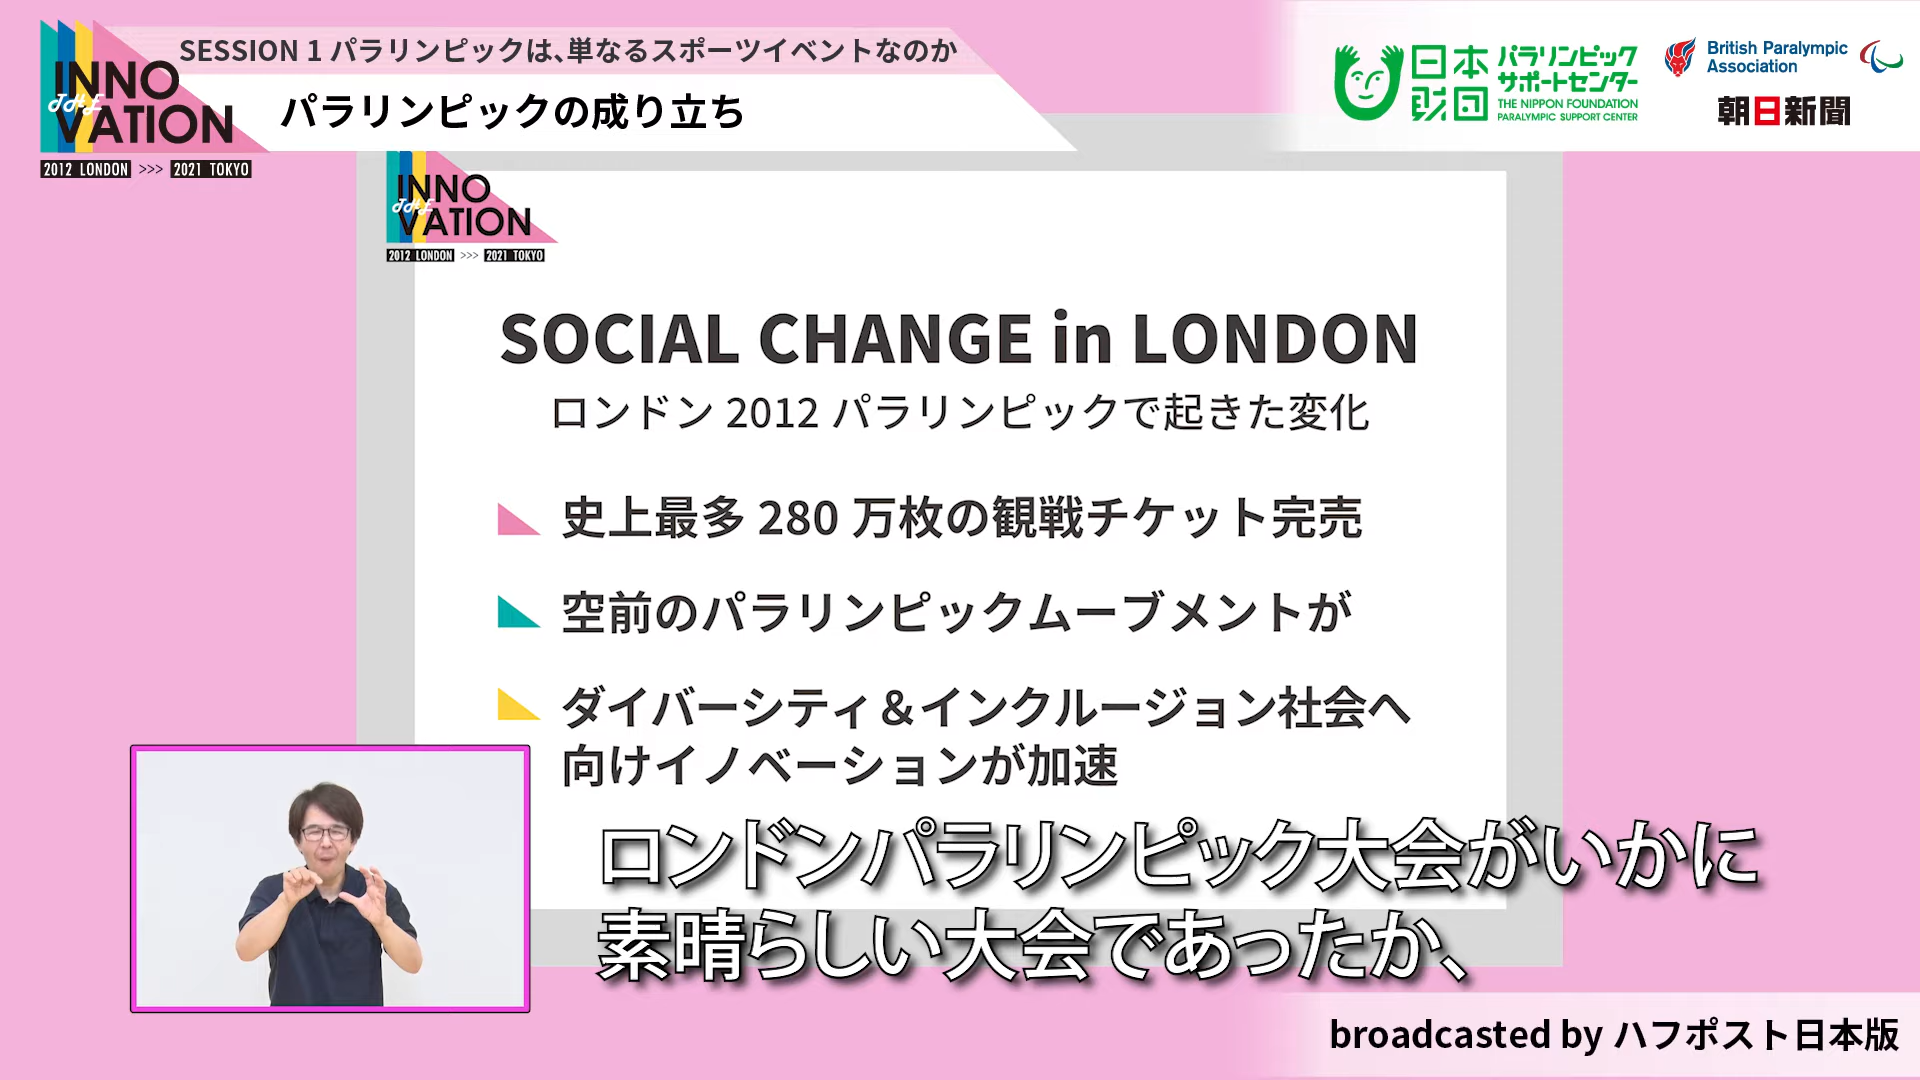 SESSION 1 パラリンピックは、単なるスポーツイベントなのか
パラリンピックの成り立ち
THE
INNO
VATION
2012 LONDON >>> 2021 TOKYO
日本財団
パラリンピック
サポートセンター
THE NIPPON FOUNDATION
PARALYMPIC SUPPORT CENTER
British Paralympic
Association
朝日新聞
THE
INNO
VATION
2012 LONDON >>> 2021 TOKYO
SOCIAL CHANGE in LONDON
ロンドン 2012 パラリンピックで起きた変化
史上最多 280 万枚の観戦チケット完売
空前のパラリンピックムーブメントが
ダイバーシティ&インクルージョン社会へ
向けイノベーションが加速
ロンドンパラリンピック大会がいかに
素晴らしい大会であったか、
broadcasted by ハフポスト日本版